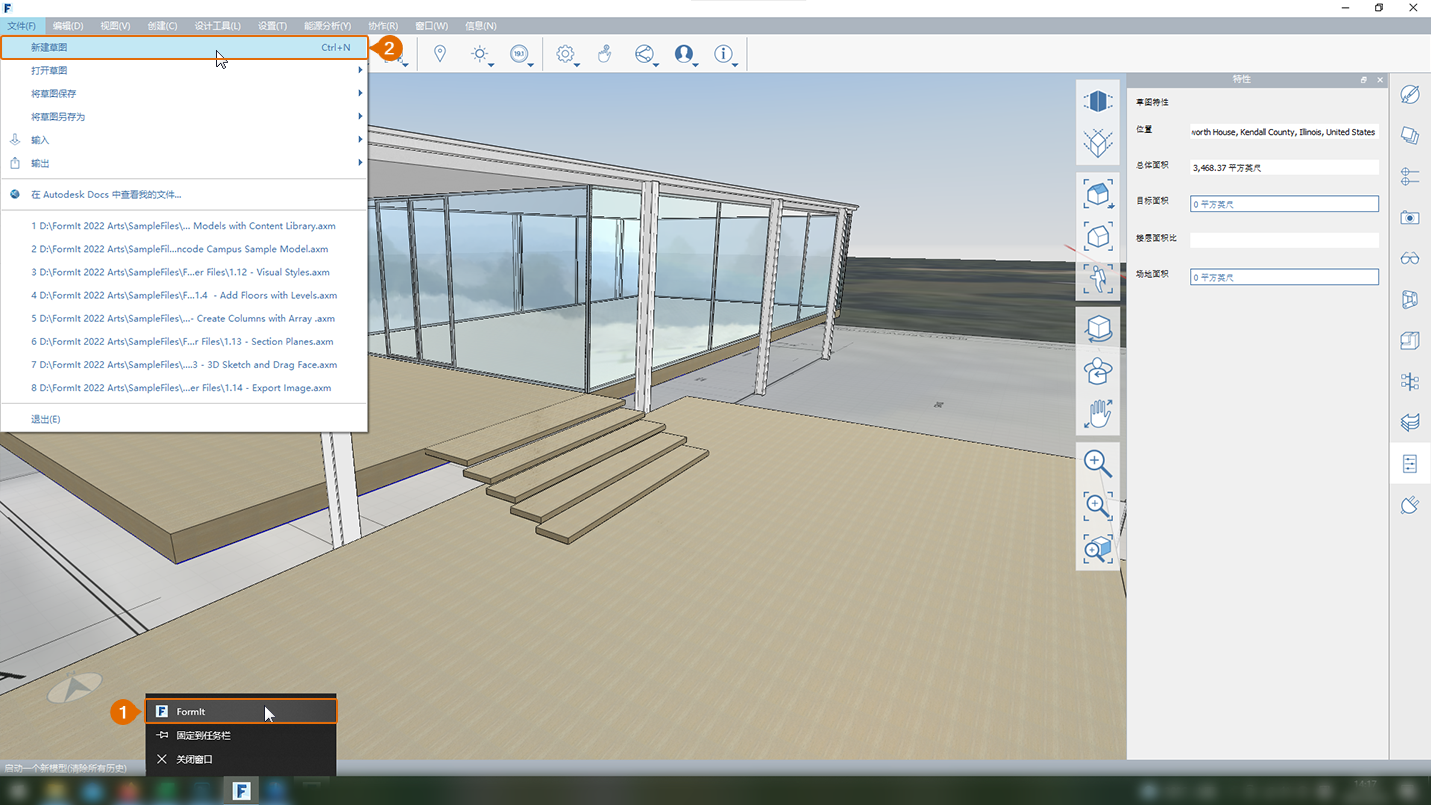 文件(F) 编辑(D) 视图(V) 创建(C) 设计工具(L) 设置(T) 能源分析(Y) 协作(R) 窗口(W) 信息(N)
新建草图 Ctrl+N
2
打开草图
将草图保存
将草图另存为
输入
输出
在 Autodesk Docs 中查看我的文件...
1 D:\FormIt 2022 Arts\SampleFiles\... Models with Content Library.axm
2 D:\FormIt 2022 Arts\SampleFil...ncode Campus Sample Model.axm
3 D:\FormIt 2022 Arts\SampleFiles\F...er Files\1.12 - Visual Styles.axm
4 D:\FormIt 2022 Arts\SampleFiles\F...1.4 - Add Floors with Levels.axm
5 D:\FormIt 2022 Arts\SampleFiles\...- Create Columns with Array .axm
6 D:\FormIt 2022 Arts\SampleFiles\F...r Files\1.13 - Section Planes.axm
7 D:\FormIt 2022 Arts\SampleFiles\...3 - 3D Sketch and Drag Face.axm
8 D:\FormIt 2022 Arts\SampleFiles\...er Files\1.14 - Export Image.axm
退出(E)
特性
草图特性
位置 worth House, Kendall County, Illinois, United States
总体面积 3,468.37 平方英尺
目标面积 0 平方英尺
楼层面积比
场地面积 0 平方英尺
1
FormIt
固定到任务栏
关闭窗口
启动一个新模型(清除所有历史)
14:17